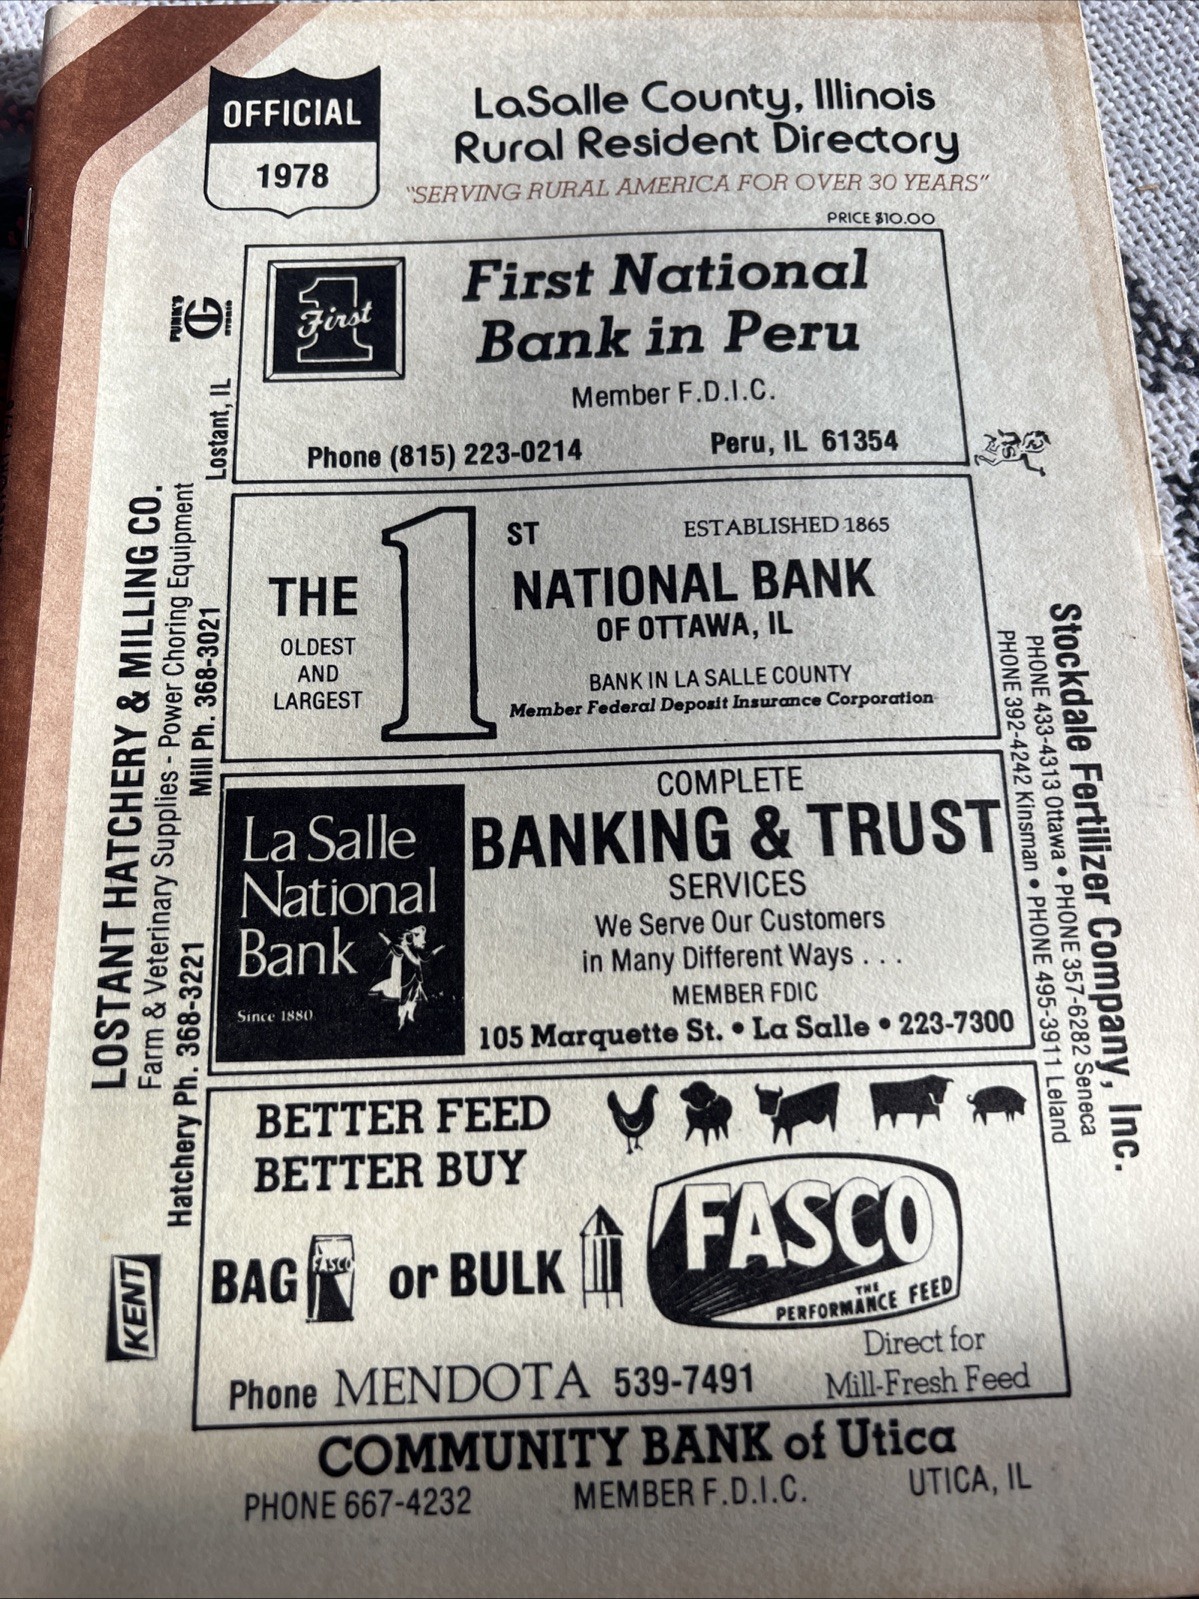 OFFICIAL
1978
LaSalle County, Illinois
Rural Resident Directory
"SERVING RURAL AMERICA FOR OVER 30 YEARS"
PRICE $10.00
1
First
First National
Bank in Peru
Member F.D.I.C.
Phone (815) 223-0214
Peru, IL 61354
THE
OLDEST
AND
LARGEST
1
ST
ESTABLISHED 1865
NATIONAL BANK
OF OTTAWA, IL
BANK IN LA SALLE COUNTY
Member Federal Deposit Insurance Corporation
La Salle
National
Bank
Since 1880
COMPLETE
BANKING & TRUST
SERVICES
We Serve Our Customers
in Many Different Ways . . .
MEMBER FDIC
105 Marquette St. • La Salle • 223-7300
BETTER FEED
BETTER BUY
BAG
FASCO
or BULK
FASCO
THE
PERFORMANCE FEED
Direct for
Mill-Fresh Feed
Phone MENDOTA 539-7491
COMMUNITY BANK of Utica
PHONE 667-4232
MEMBER F.D.I.C.
UTICA, IL
FUNK'S
G
HYBRID
LOSTANT HATCHERY & MILLING CO.
Farm & Veterinary Supplies - Power Choring Equipment
Hatchery Ph. 368-3221
Mill Ph. 368-3021
Lostant, IL
KENT
Stockdale Fertilizer Company, Inc.
PHONE 433-4313 Ottawa • PHONE 357-6282 Seneca
PHONE 392-4242 Kinsman • PHONE 495-3911 Leland